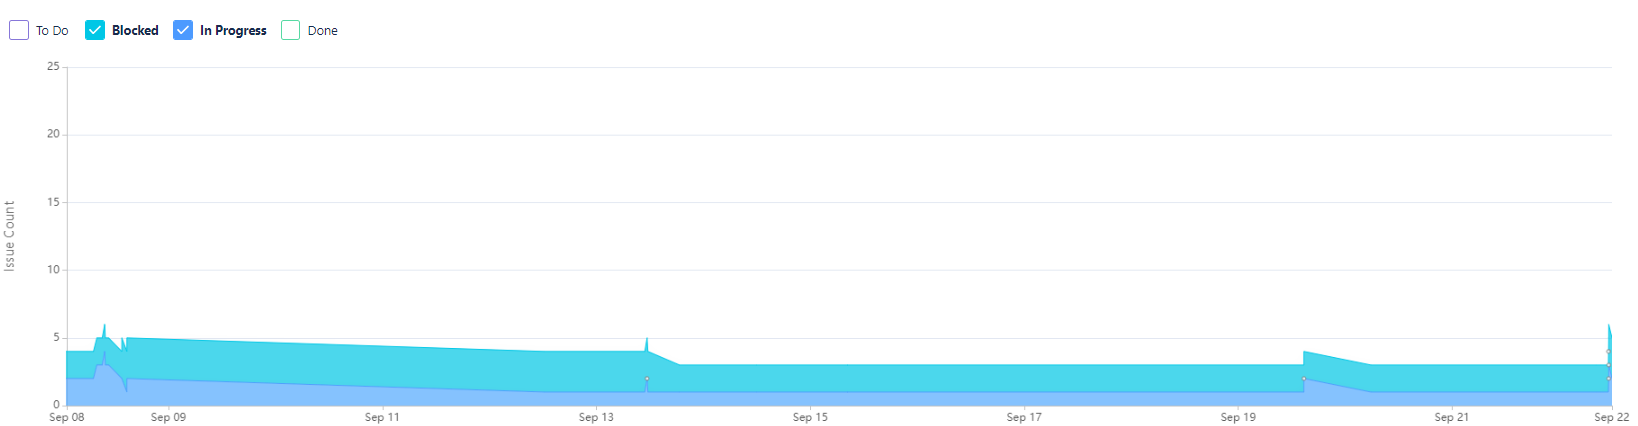 To Do Blocked In Progress Done
25
20
15
10
5
0
Issue Count
Sep 08 Sep 09 Sep 11 Sep 13 Sep 15 Sep 17 Sep 19 Sep 21 Sep 22